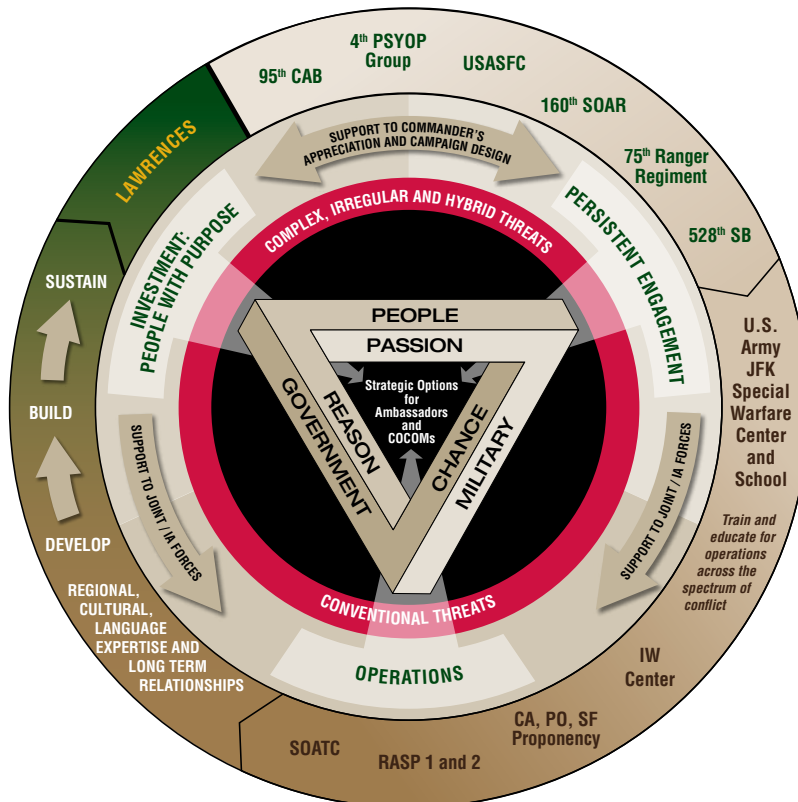 4th PSYOP
Group
USASFC
95th CAB
160th SOAR
75th Ranger
Regiment
528th SB
LAWRENCES
SUPPORT TO COMMANDER'S
APPRECIATION AND CAMPAIGN DESIGN
COMPLEX, IRREGULAR AND HYBRID THREATS
INVESTMENT:
PEOPLE WITH PURPOSE
PERSISTENT ENGAGEMENT
SUSTAIN
BUILD
DEVELOP
REGIONAL,
CULTURAL,
LANGUAGE
EXPERTISE AND
LONG TERM
RELATIONSHIPS
PEOPLE
PASSION
GOVERNMENT
REASON
CHANCE
MILITARY
Strategic Options
for
Ambassadors
and
COCOMs
SUPPORT TO JOINT / IA FORCES
SUPPORT TO JOINT / IA FORCES
U.S.
Army
JFK
Special
Warfare
Center
and
School
Train and
educate for
operations
across the
spectrum of
conflict
CONVENTIONAL THREATS
OPERATIONS
IW
Center
CA, PO, SF
Proponency
RASP 1 and 2
SOATC